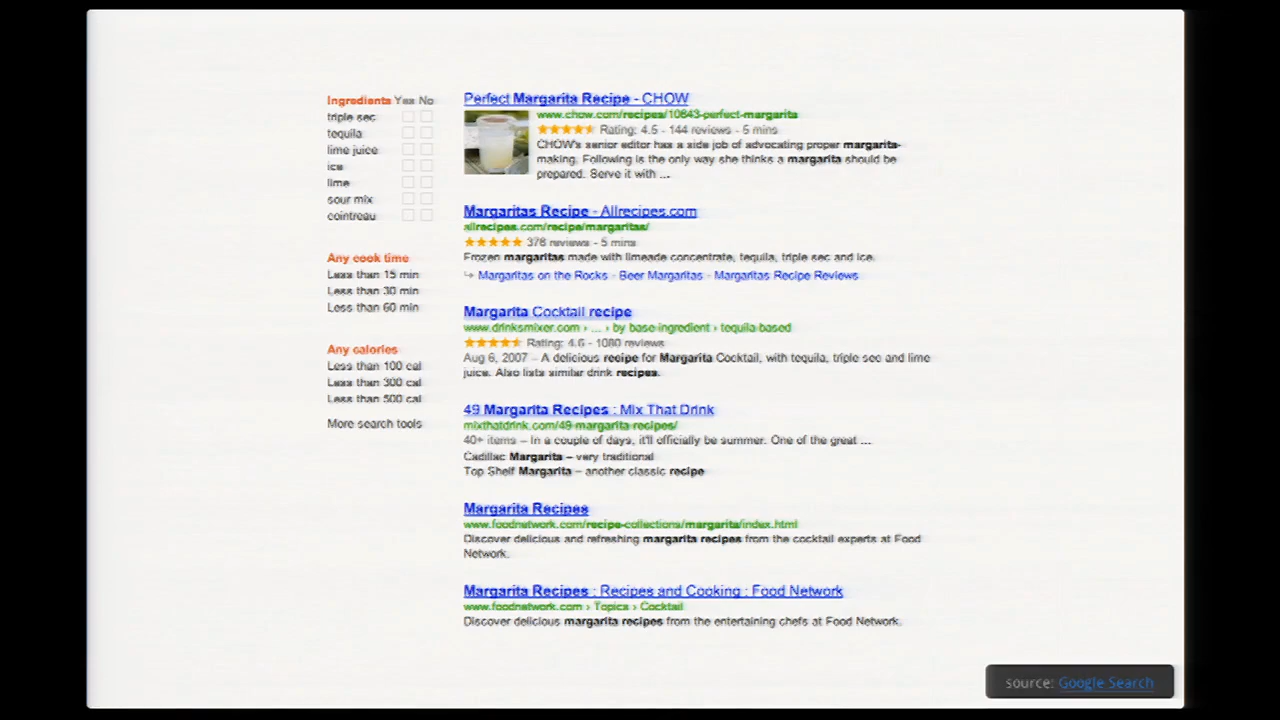 Ingredients Yes No
triple sec
tequila
lime juice
ice
lime
sour mix
cointreau
Any cook time
Less than 15 min
Less than 30 min
Less than 60 min
Any calories
Less than 100 cal
Less than 300 cal
Less than 500 cal
More search tools
Perfect Margarita Recipe - CHOW
www.chow.com/recipes/10643-perfect-margarita
Rating: 4.5 - 144 reviews - 5 mins
CHOW's senior editor has a side job of advocating proper margarita-
making. Following is the only way she thinks a margarita should be
prepared. Serve it with ...
Margaritas Recipe - Allrecipes.com
allrecipes.com/recipe/margaritas/
376 reviews - 5 mins
Frozen margaritas made with limeade concentrate, tequila, triple sec and ice.
Margaritas on the Rocks - Beer Margaritas - Margaritas Recipe Reviews
Margarita Cocktail recipe
www.drinksmixer.com › ... › by base ingredient › tequila based
Rating: 4.6 - 1080 reviews
Aug 6, 2007 – A delicious recipe for Margarita Cocktail, with tequila, triple sec and lime
juice. Also lists similar drink recipes.
49 Margarita Recipes : Mix That Drink
mixthatdrink.com/49-margarita-recipes/
40+ items – In a couple of days, it'll officially be summer. One of the great ...
Cadillac Margarita – very traditional
Top Shelf Margarita – another classic recipe
Margarita Recipes
www.foodnetwork.com/recipe-collections/margarita/index.html
Discover delicious and refreshing margarita recipes from the cocktail experts at Food
Network.
Margarita Recipes : Recipes and Cooking : Food Network
www.foodnetwork.com › Topics › Cocktail
Discover delicious margarita recipes from the entertaining chefs at Food Network.
source: Google Search